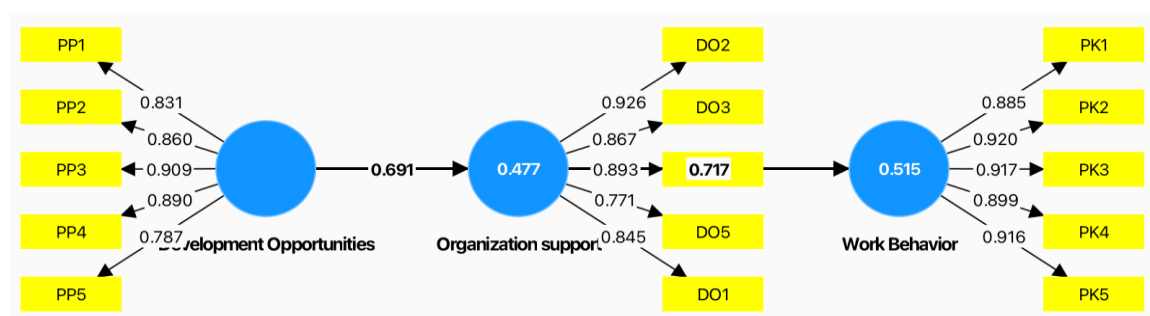 PP1
PP2
PP3
PP4
PP5
0.831
0.860
0.909
0.890
0.787
Development Opportunities
0.691
0.477
Organization support
0.926
0.867
0.893
0.771
0.845
DO2
DO3
0.717
DO5
DO1
0.515
Work Behavior
0.885
0.920
0.917
0.899
0.916
PK1
PK2
PK3
PK4
PK5